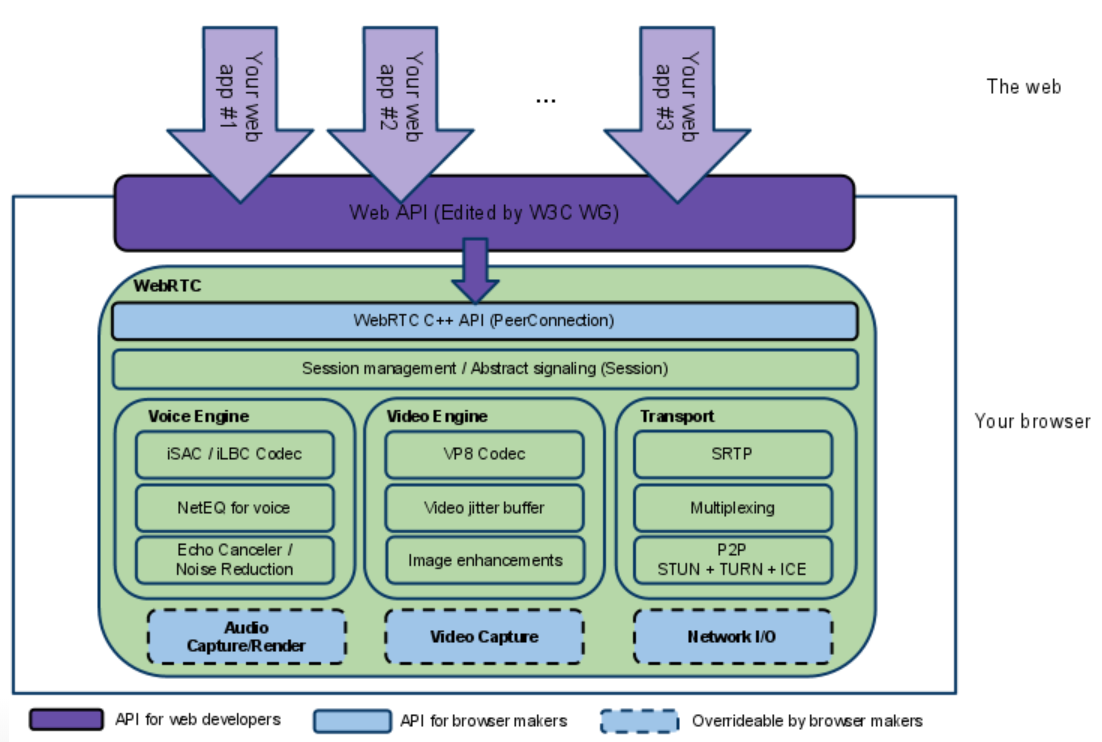 Your web
app #1
Your web
app #2
...
Your web
app #3
The web
Web API (Edited by W3C WG)
WebRTC
WebRTC C++ API (PeerConnection)
Session management / Abstract signaling (Session)
Your browser
Voice Engine
iSAC / iLBC Codec
NetEQ for voice
Echo Canceler /
Noise Reduction
Video Engine
VP8 Codec
Video jitter buffer
Image enhancements
Transport
SRTP
Multiplexing
P2P
STUN + TURN + ICE
Audio
Capture/Render
Video Capture
Network I/O
API for web developers
API for browser makers
Overrideable by browser makers